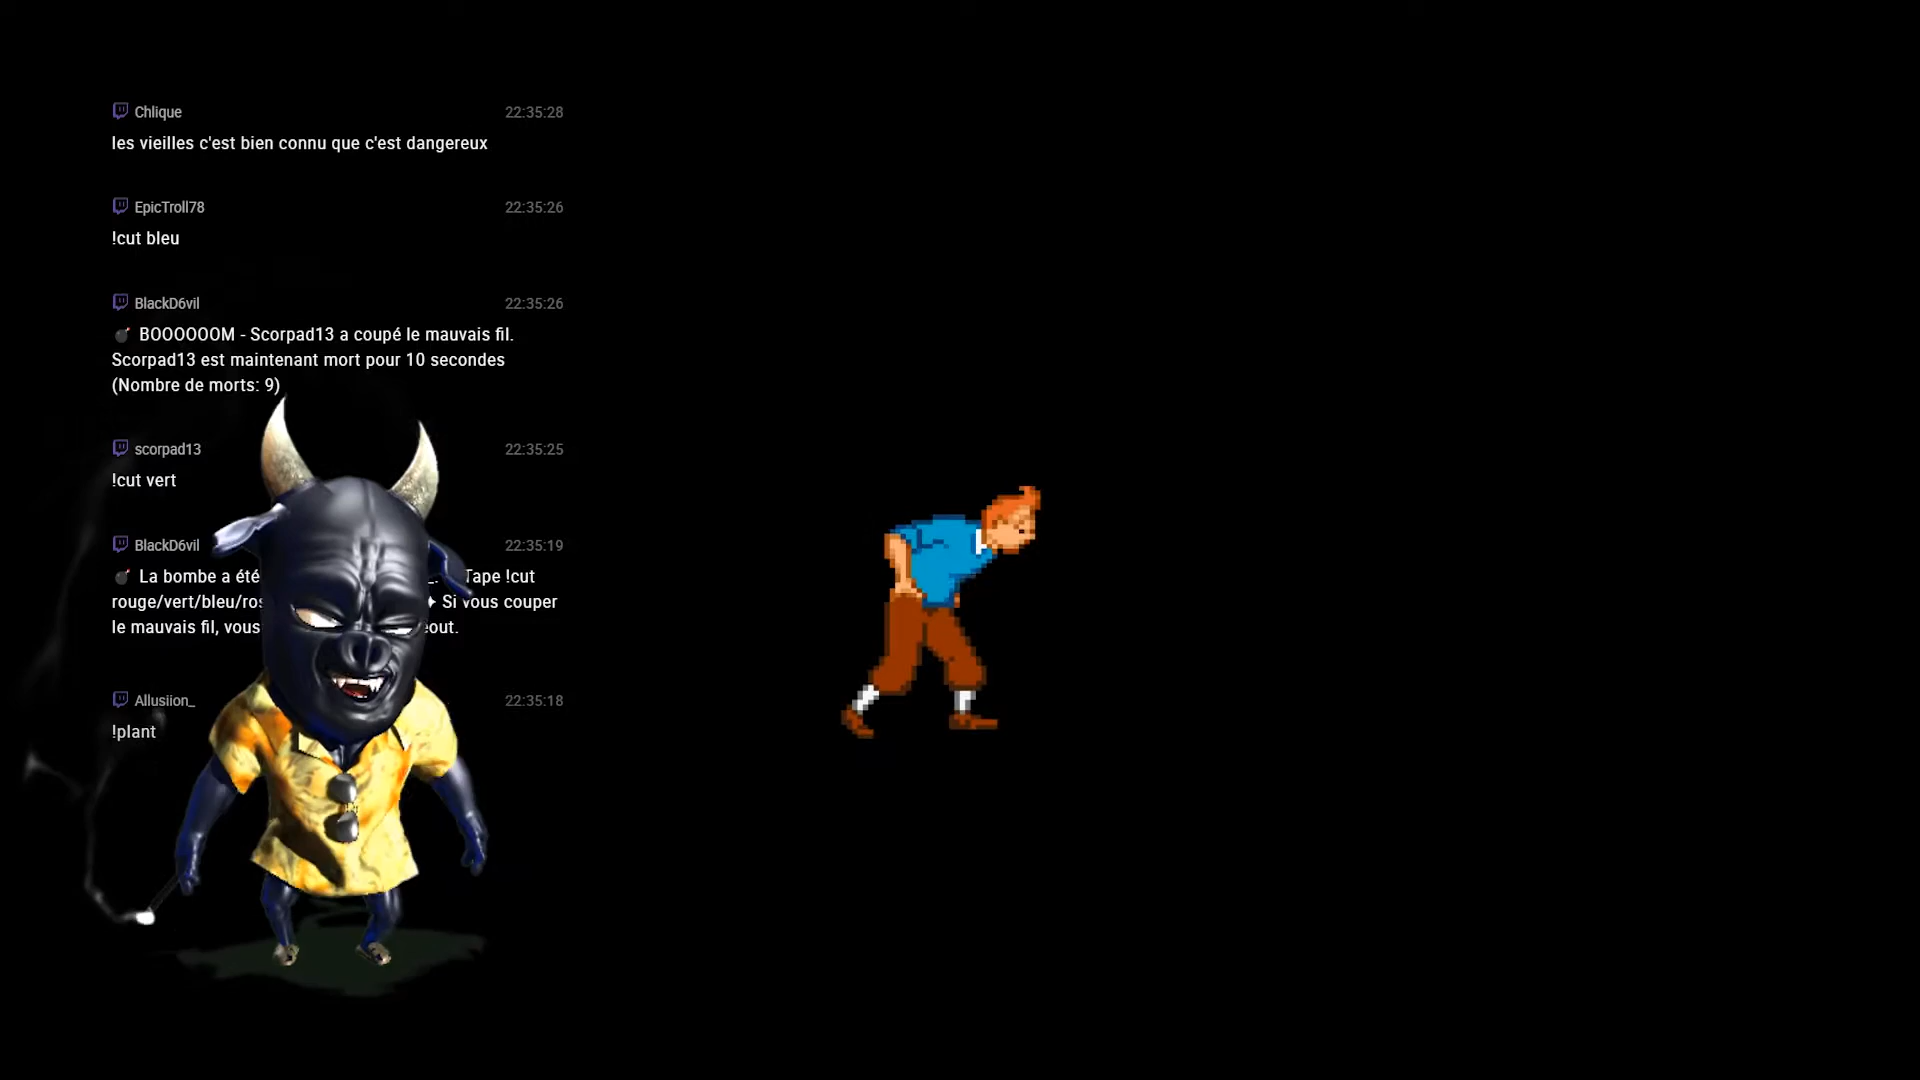 Chlique 22:35:28
les vieilles c'est bien connu que c'est dangereux
EpicTroll78 22:35:26
!cut bleu
BlackD6vil 22:35:26
💣 BOOOOOOM - Scorpad13 a coupé le mauvais fil.
Scorpad13 est maintenant mort pour 10 secondes
(Nombre de morts: 9)
scorpad13 22:35:25
!cut vert
BlackD6vil 22:35:19
💣 La bombe a été Tape !cut
rouge/vert/bleu/ Si vous couper
le mauvais fil, vous
Allusiion_ 22:35:18
!plant